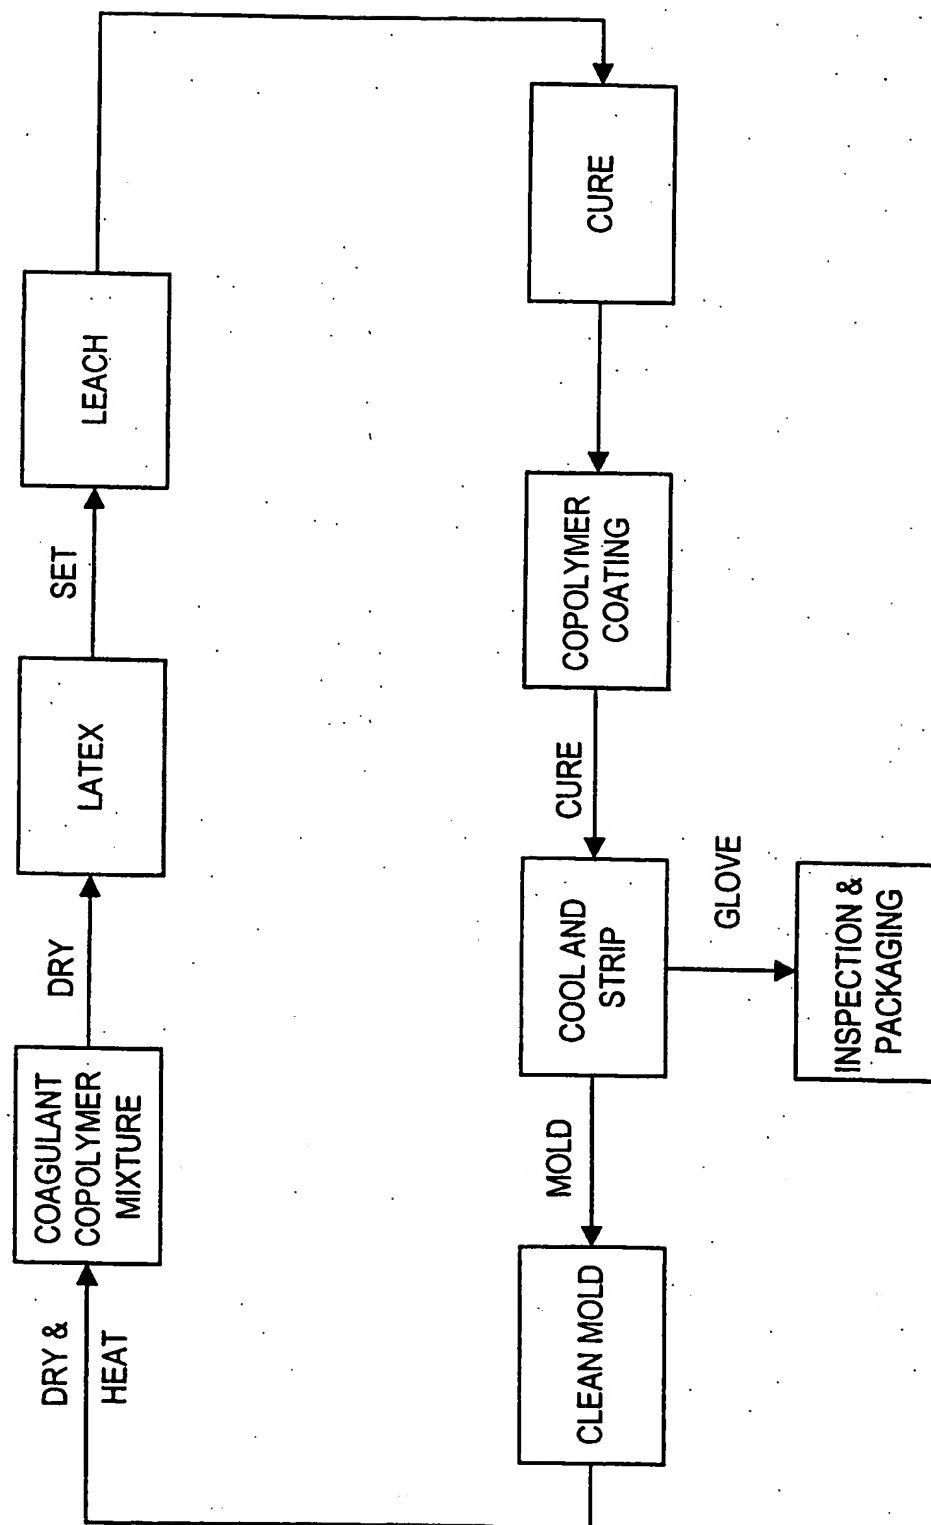 DRY &
HEAT
COAGULANT
COPOLYMER
MIXTURE
DRY
LATEX
SET
LEACH
CURE
COPOLYMER
COATING
CURE
COOL AND
STRIP
GLOVE
INSPECTION &
PACKAGING
MOLD
CLEAN MOLD